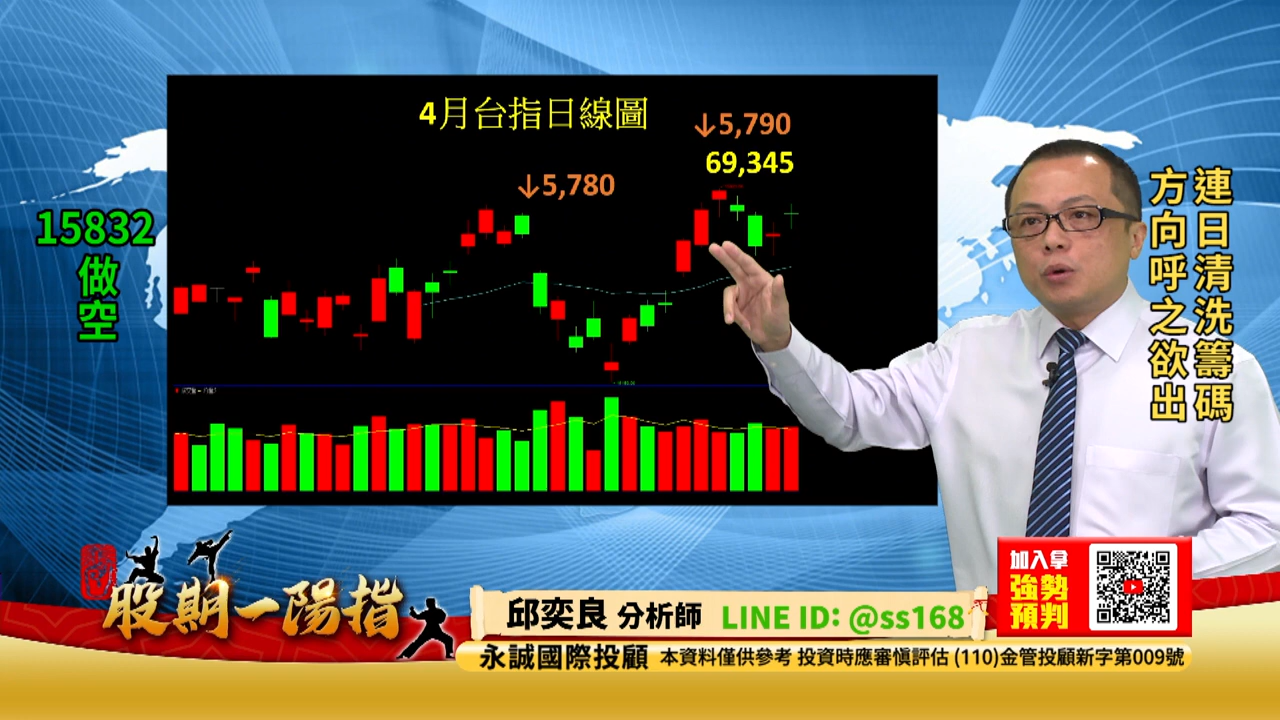 4月台指日線圖
↓5,790
69,345
↓5,780
15832
做
空
連日清洗籌碼
方向呼之欲出
股期一陽指
加入拿
強勢
預判
邱奕良 分析師 LINE ID: @ss168
永誠國際投顧 本資料僅供參考 投資時應審慎評估 (110)金管投顧新字第009號